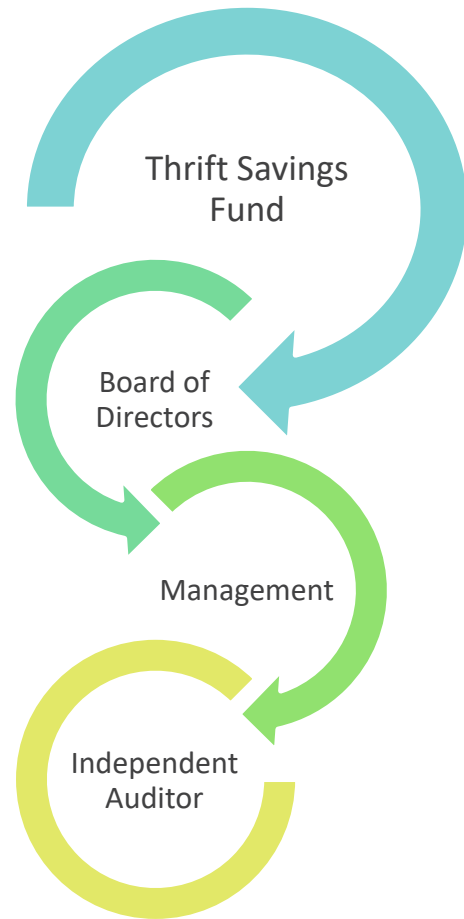 Thrift Savings
Fund
Board of
Directors
Management
Independent
Auditor